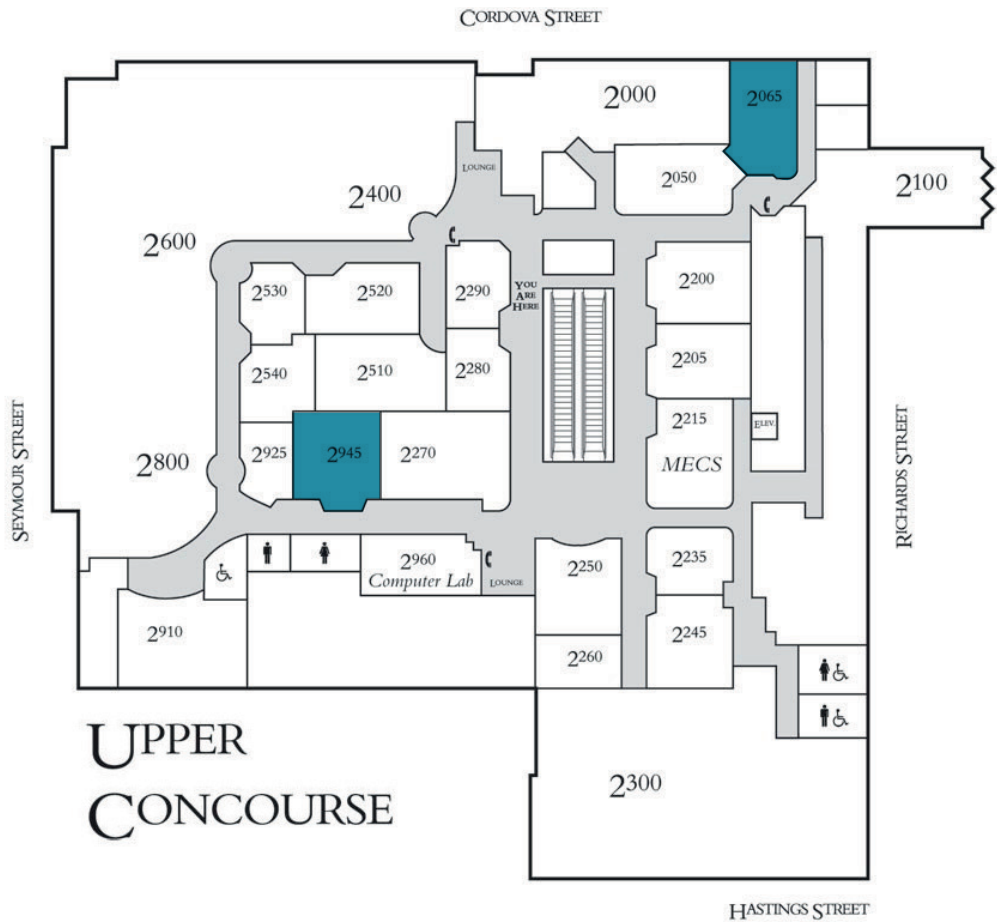 CORDOVA STREET
2000
2065
LOUNGE
2050
2100
2400
2600
2530
2520
2290
YOU
ARE
HERE
2200
2540
2510
2280
2205
2215
ELEV.
MECS
2925
2945
2270
2800
SEYMOUR STREET
RICHARDS STREET
2960
Computer Lab
LOUNGE
2250
2235
2910
2260
2245
UPPER
CONCOURSE
2300
HASTINGS STREET